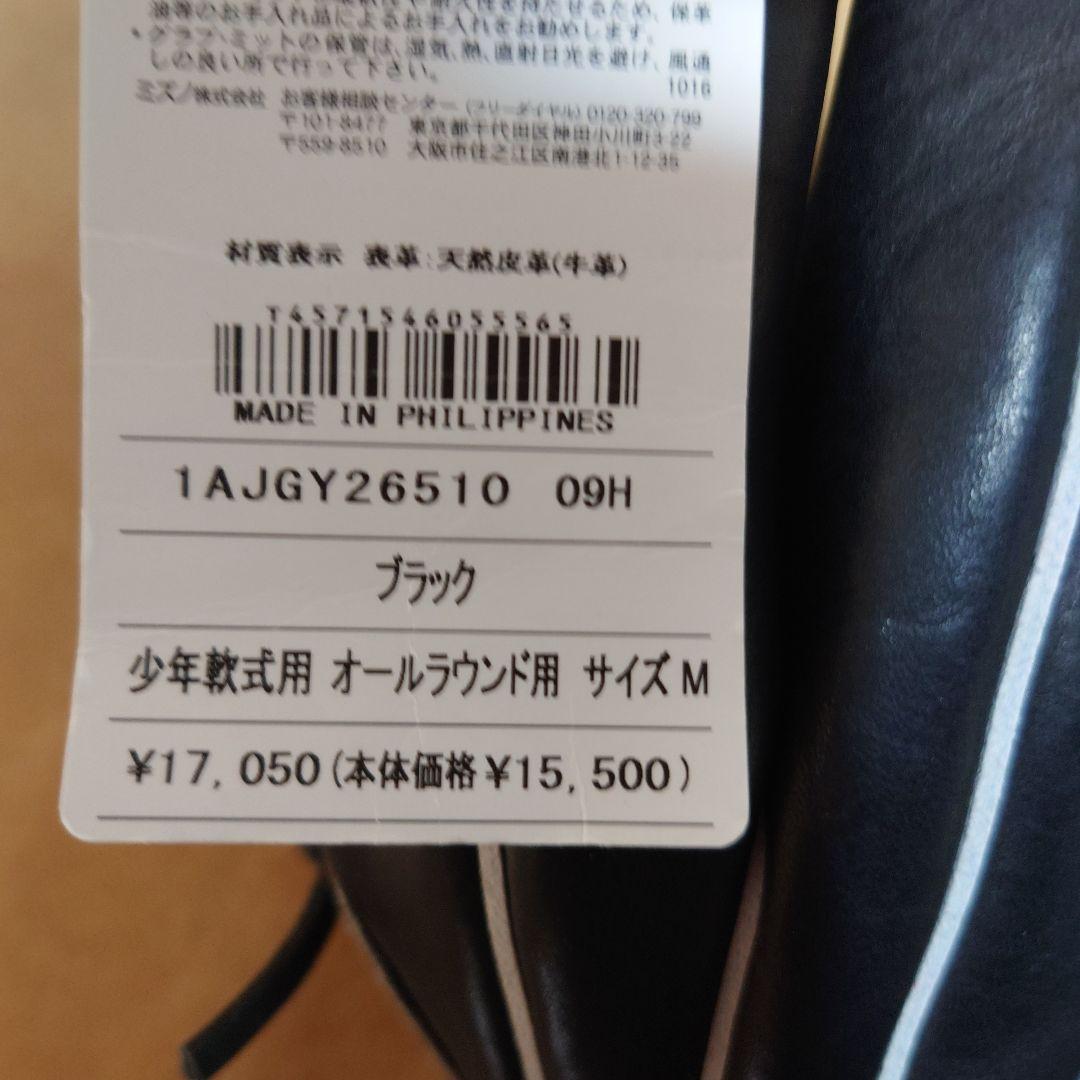 油等のお手入れ品によるお手入れをお勧めします。
・グラブ・ミットの保管は、湿気、熱、直射日光を避け、風通
しの良い所で行って下さい。
1016
ミズノ株式会社 お客様相談センター (フリーダイヤル) 0120-320-799
〒101-8477 東京都千代田区神田小川町3-22
〒559-8510 大阪市住之江区南港北1-12-35
材質表示 表革:天然皮革(牛革)
T4571546055565
MADE IN PHILIPPINES
1AJGY26510 09H
ブラック
少年軟式用 オールラウンド用 サイズ M
¥17,050(本体価格¥15,500)